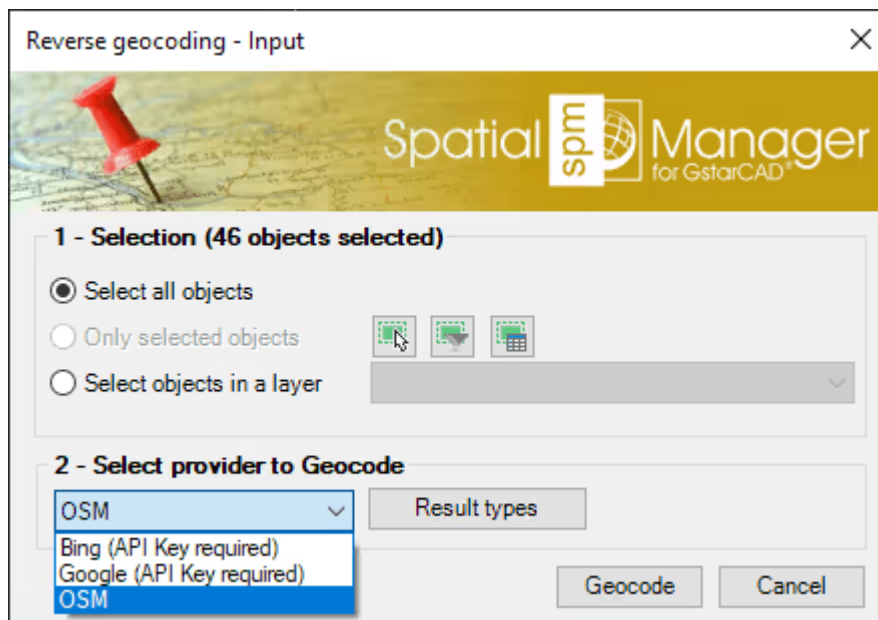 Reverse geocoding - Input
Spatial spm Manager
for GstarCAD®
1 - Selection (46 objects selected)
Select all objects
Only selected objects
Select objects in a layer
2 - Select provider to Geocode
OSM
Result types
Bing (API Key required)
Google (API Key required)
OSM
Geocode
Cancel